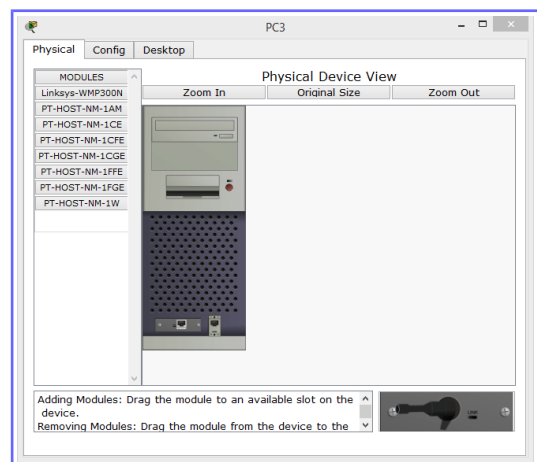 PC3
Physical
Config
Desktop
MODULES
Linksys-WMP300N
PT-HOST-NM-1AM
PT-HOST-NM-1CE
PT-HOST-NM-1CFE
PT-HOST-NM-1CGE
PT-HOST-NM-1FFE
PT-HOST-NM-1FGE
PT-HOST-NM-1W
Physical Device View
Zoom In
Original Size
Zoom Out
Adding Modules: Drag the module to an available slot on the
device.
Removing Modules: Drag the module from the device to the